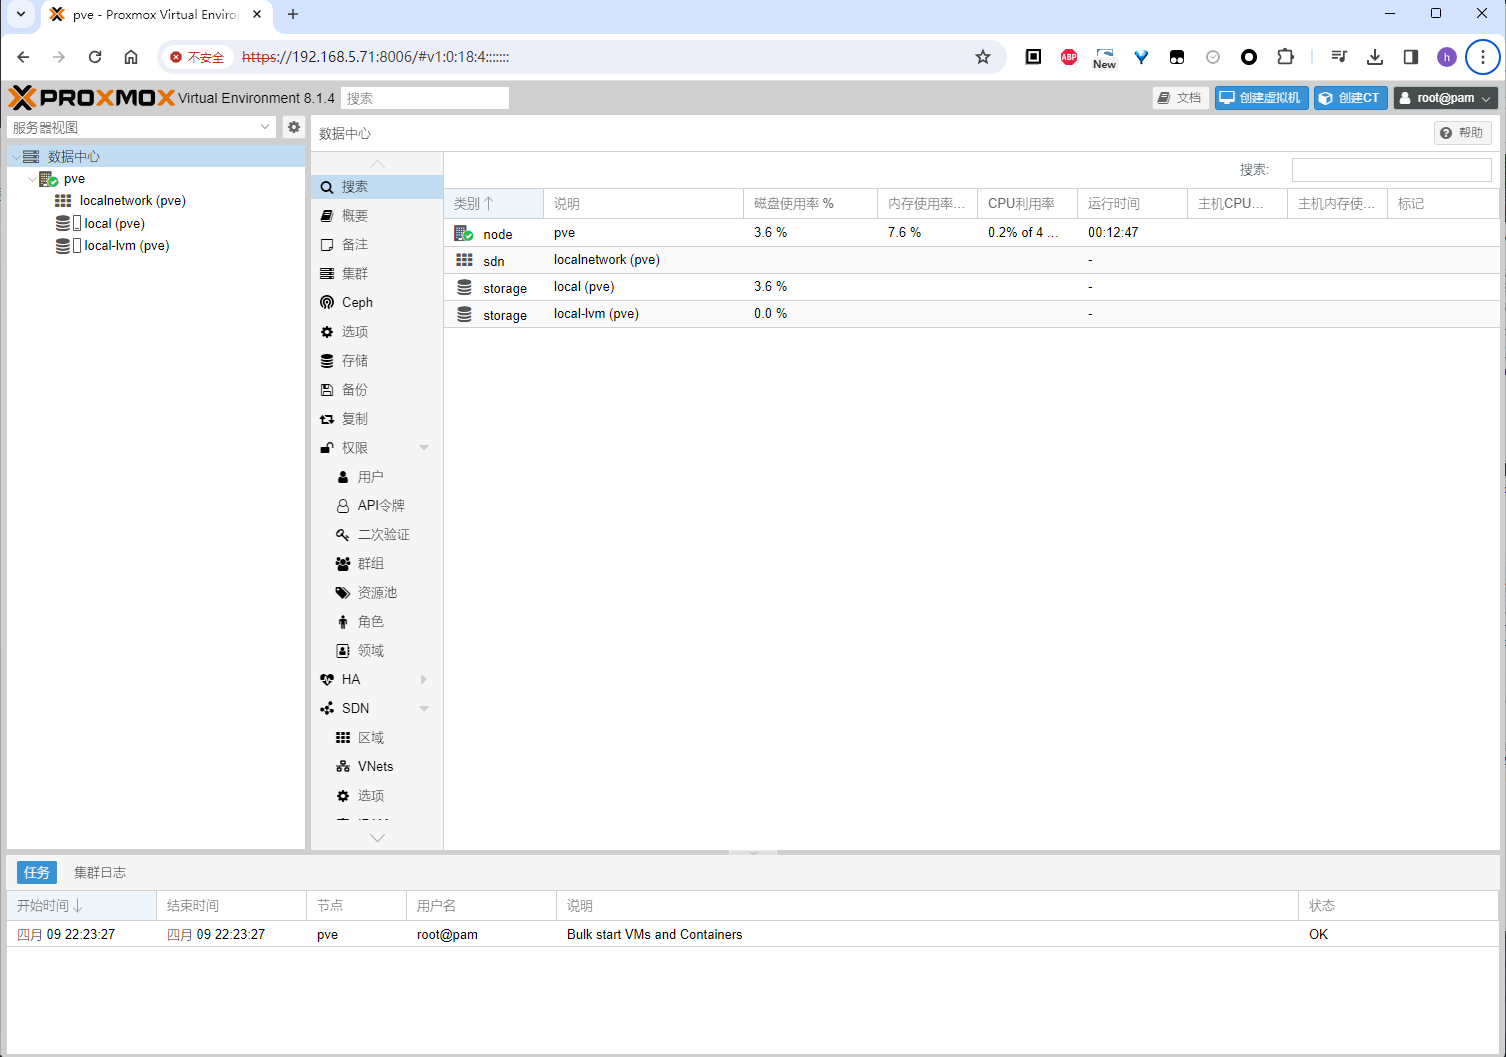 pve - Proxmox Virtual Enviro
不安全 https://192.168.5.71:8006/#v1:0:18:4:::::::
ABP
New
h
PROXMOX Virtual Environment 8.1.4 搜索
文档 创建虚拟机 创建CT root@pam
服务器视图
数据中心
pve
localnetwork (pve)
local (pve)
local-lvm (pve)
数据中心
帮助
搜索
概要
备注
集群
Ceph
选项
存储
备份
复制
权限
用户
API令牌
二次验证
群组
资源池
角色
领域
HA
SDN
区域
VNets
选项
搜索:
类别 说明 磁盘使用率 % 内存使用率... CPU利用率 运行时间 主机CPU... 主机内存使... 标记
node pve 3.6 % 7.6 % 0.2% of 4 ... 00:12:47
sdn localnetwork (pve) -
storage local (pve) 3.6 % -
storage local-lvm (pve) 0.0 % -
任务 集群日志
开始时间 结束时间 节点 用户名 说明 状态
四月 09 22:23:27 四月 09 22:23:27 pve root@pam Bulk start VMs and Containers OK